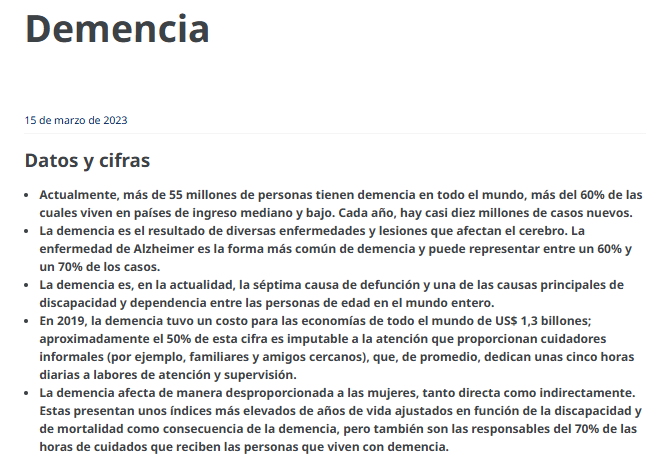 Demencia
15 de marzo de 2023
Datos y cifras
• Actualmente, más de 55 millones de personas tienen demencia en todo el mundo, más del 60% de las
cuales viven en países de ingreso mediano y bajo. Cada año, hay casi diez millones de casos nuevos.
• La demencia es el resultado de diversas enfermedades y lesiones que afectan el cerebro. La
enfermedad de Alzheimer es la forma más común de demencia y puede representar entre un 60% y
un 70% de los casos.
• La demencia es, en la actualidad, la séptima causa de defunción y una de las causas principales de
discapacidad y dependencia entre las personas de edad en el mundo entero.
• En 2019, la demencia tuvo un costo para las economías de todo el mundo de US$ 1,3 billones;
aproximadamente el 50% de esta cifra es imputable a la atención que proporcionan cuidadores
informales (por ejemplo, familiares y amigos cercanos), que, de promedio, dedican unas cinco horas
diarias a labores de atención y supervisión.
• La demencia afecta de manera desproporcionada a las mujeres, tanto directa como indirectamente.
Estas presentan unos índices más elevados de años de vida ajustados en función de la discapacidad y
de mortalidad como consecuencia de la demencia, pero también son las responsables del 70% de las
horas de cuidados que reciben las personas que viven con demencia.